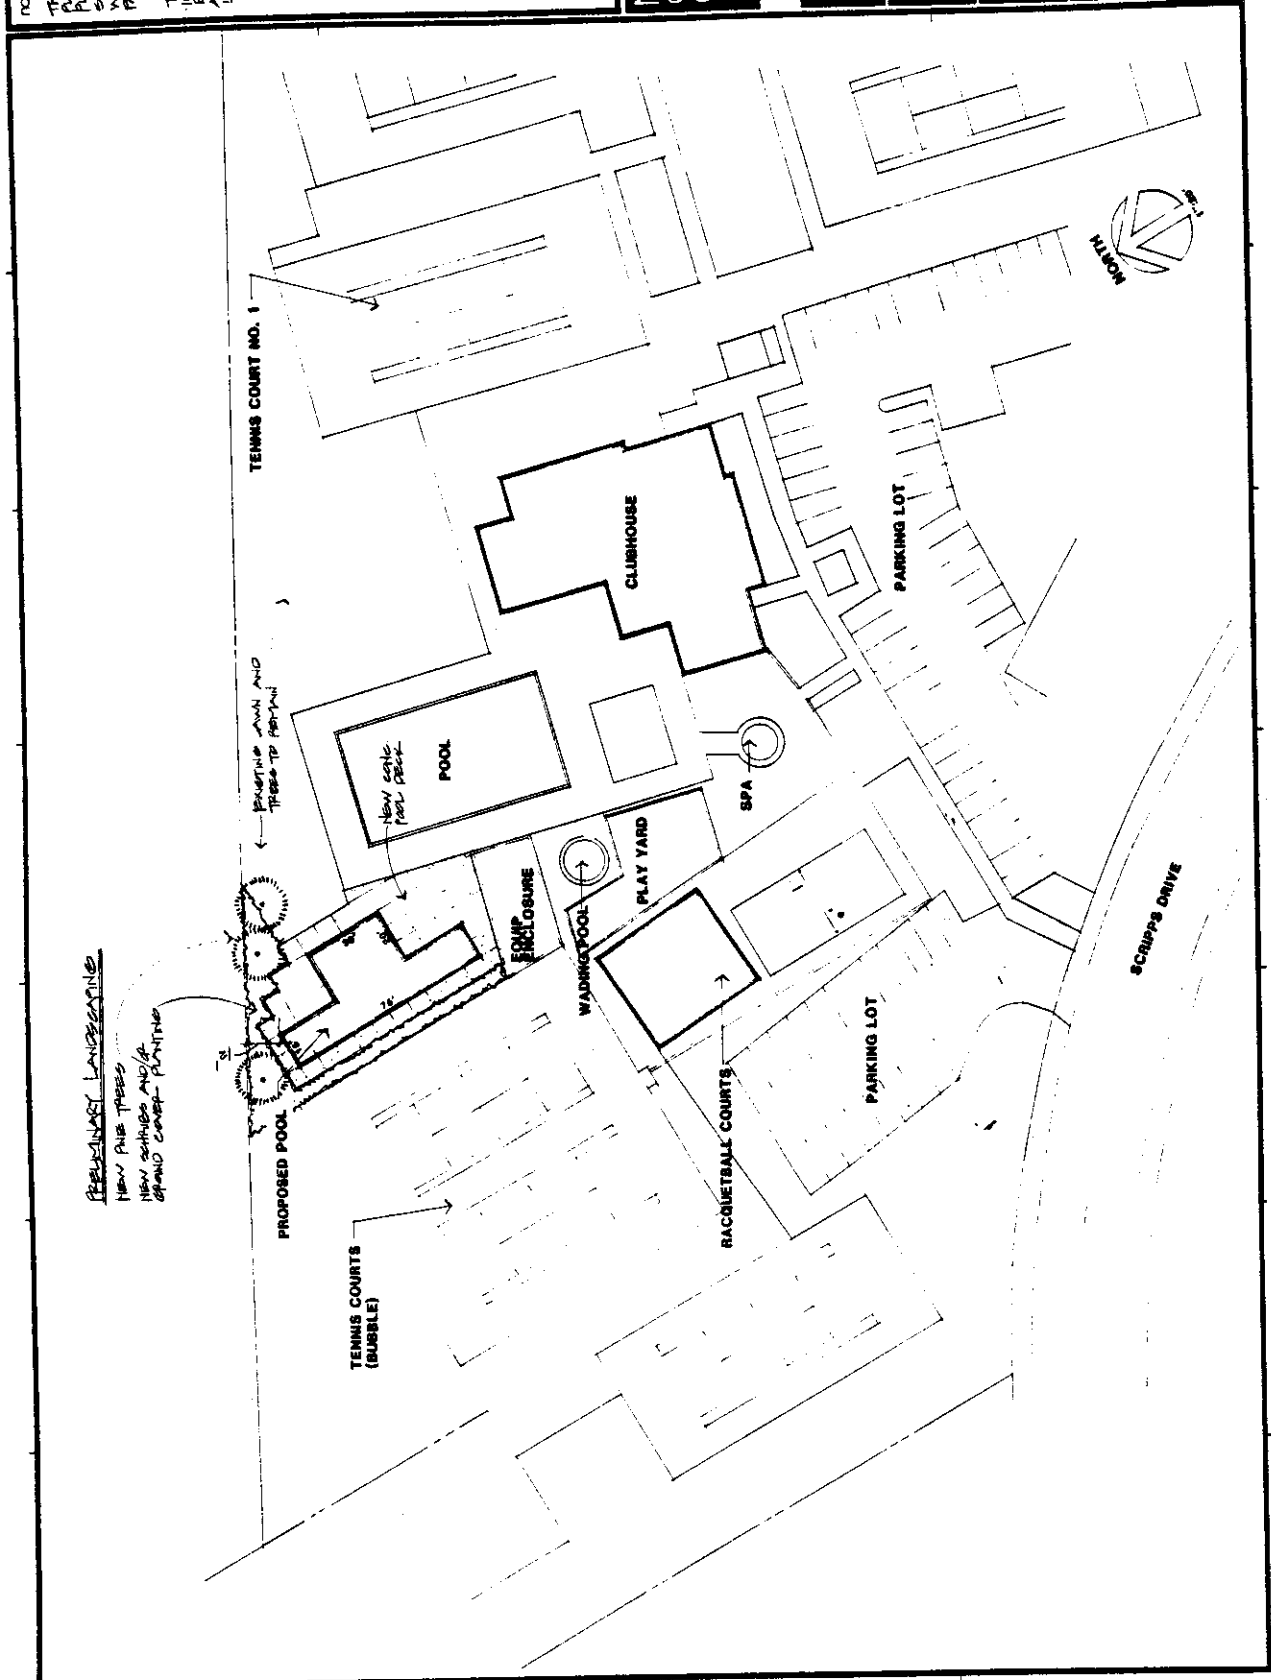 PRELIMINARY LANDSCAPING
NEW PINE TREES
NEW SCHRUBS AND/OR
GROUND COVER PLANTING
EXISTING LAWN AND
TREES TO REMAIN
TENNIS COURT NO. 1
PROPOSED POOL
NEW CONC.
POOL DECK
POOL
CLUBHOUSE
TENNIS COURTS
(BUBBLE)
EQUIP
ENCLOSURE
WADING POOL
PLAY YARD
SPA
RACQUETBALL COURTS
PARKING LOT
PARKING LOT
SCRIPPS DRIVE
NORTH